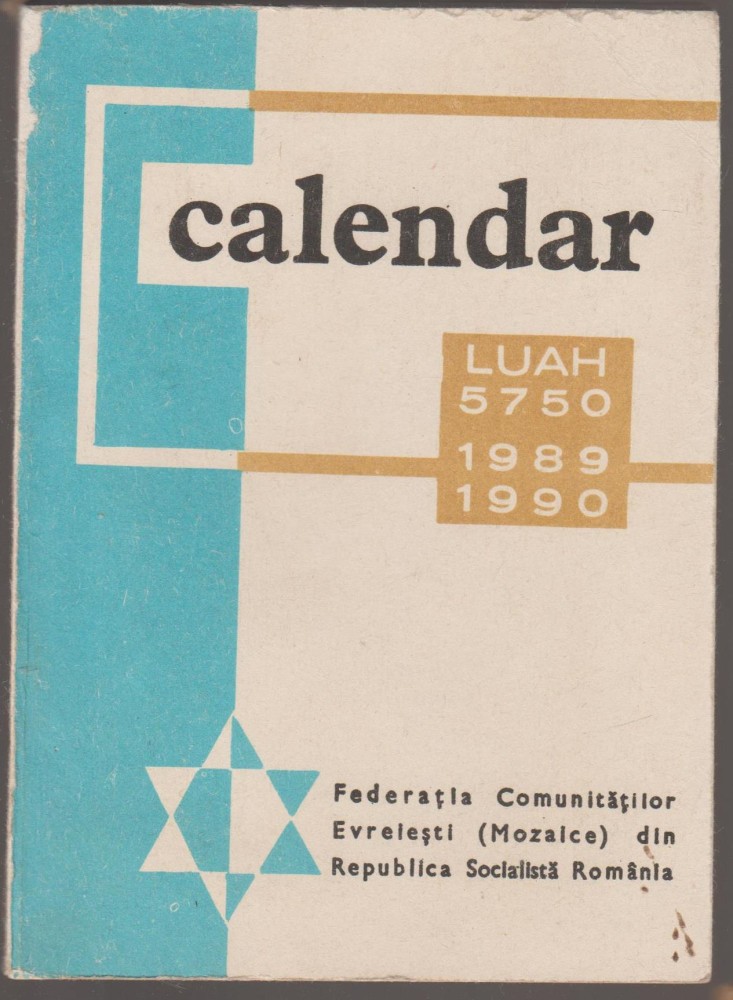 calendar
LUAH
5750
1989
1990
Federația Comunităților
Evreiești (Mozaice) din
Republica Socialistă România